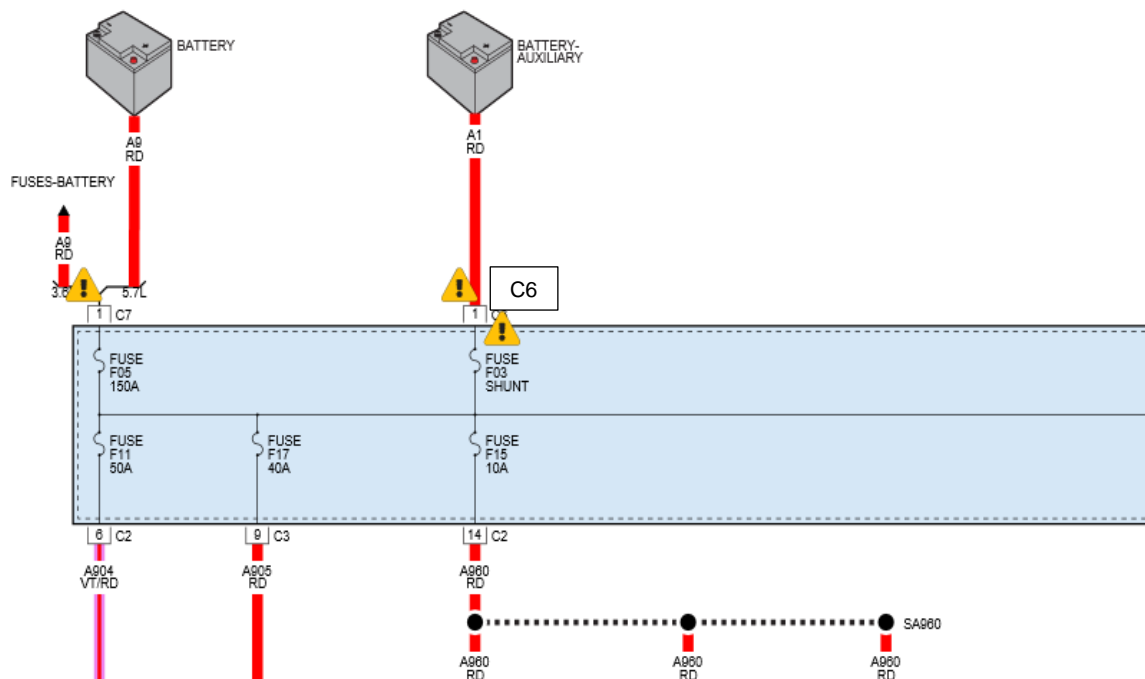 BATTERY
BATTERY-
AUXILIARY
A9
RD
A1
RD
FUSES-BATTERY
A9
RD
5.7L
C6
1 C7
1
FUSE
F05
150A
FUSE
F03
SHUNT
FUSE
F11
50A
FUSE
F17
40A
FUSE
F15
10A
6 C2
9 C3
14 C2
A904
VT/RD
A905
RD
A960
RD
SA960
A960
RD
A960
RD
A960
RD